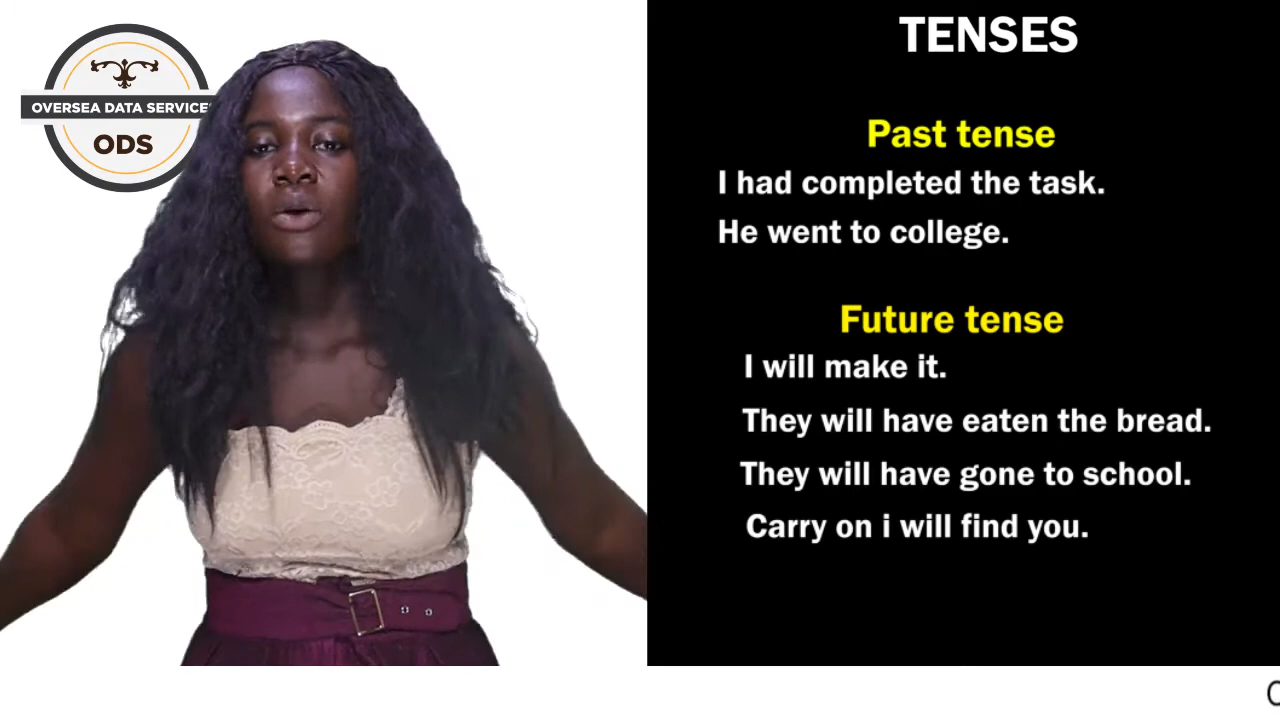 OVERSEA DATA SERVICE
ODS
TENSES
Past tense
I had completed the task.
He went to college.
Future tense
I will make it.
They will have eaten the bread.
They will have gone to school.
Carry on i will find you.